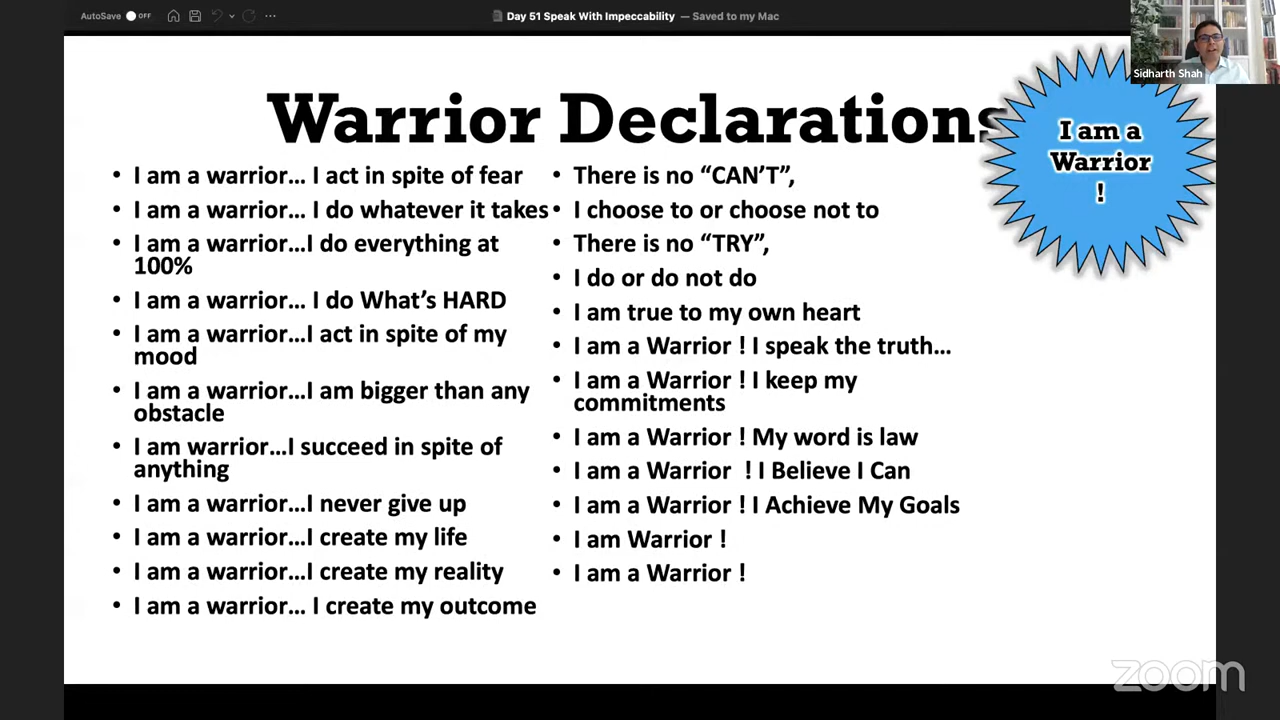 AutoSave OFF
Day 51 Speak With Impeccability — Saved to my Mac
Sidharth Shah
Warrior Declarations
I am a
Warrior
!
• I am a warrior... I act in spite of fear
• I am a warrior... I do whatever it takes
• I am a warrior...I do everything at
100%
• I am a warrior... I do What's HARD
• I am a warrior...I act in spite of my
mood
• I am a warrior...I am bigger than any
obstacle
• I am warrior...I succeed in spite of
anything
• I am a warrior...I never give up
• I am a warrior...I create my life
• I am a warrior...I create my reality
• I am a warrior... I create my outcome
• There is no “CAN'T”,
• I choose to or choose not to
• There is no “TRY”,
• I do or do not do
• I am true to my own heart
• I am a Warrior ! I speak the truth...
• I am a Warrior ! I keep my
commitments
• I am a Warrior ! My word is law
• I am a Warrior  ! I Believe I Can
• I am a Warrior ! I Achieve My Goals
• I am Warrior !
• I am a Warrior !
zoom